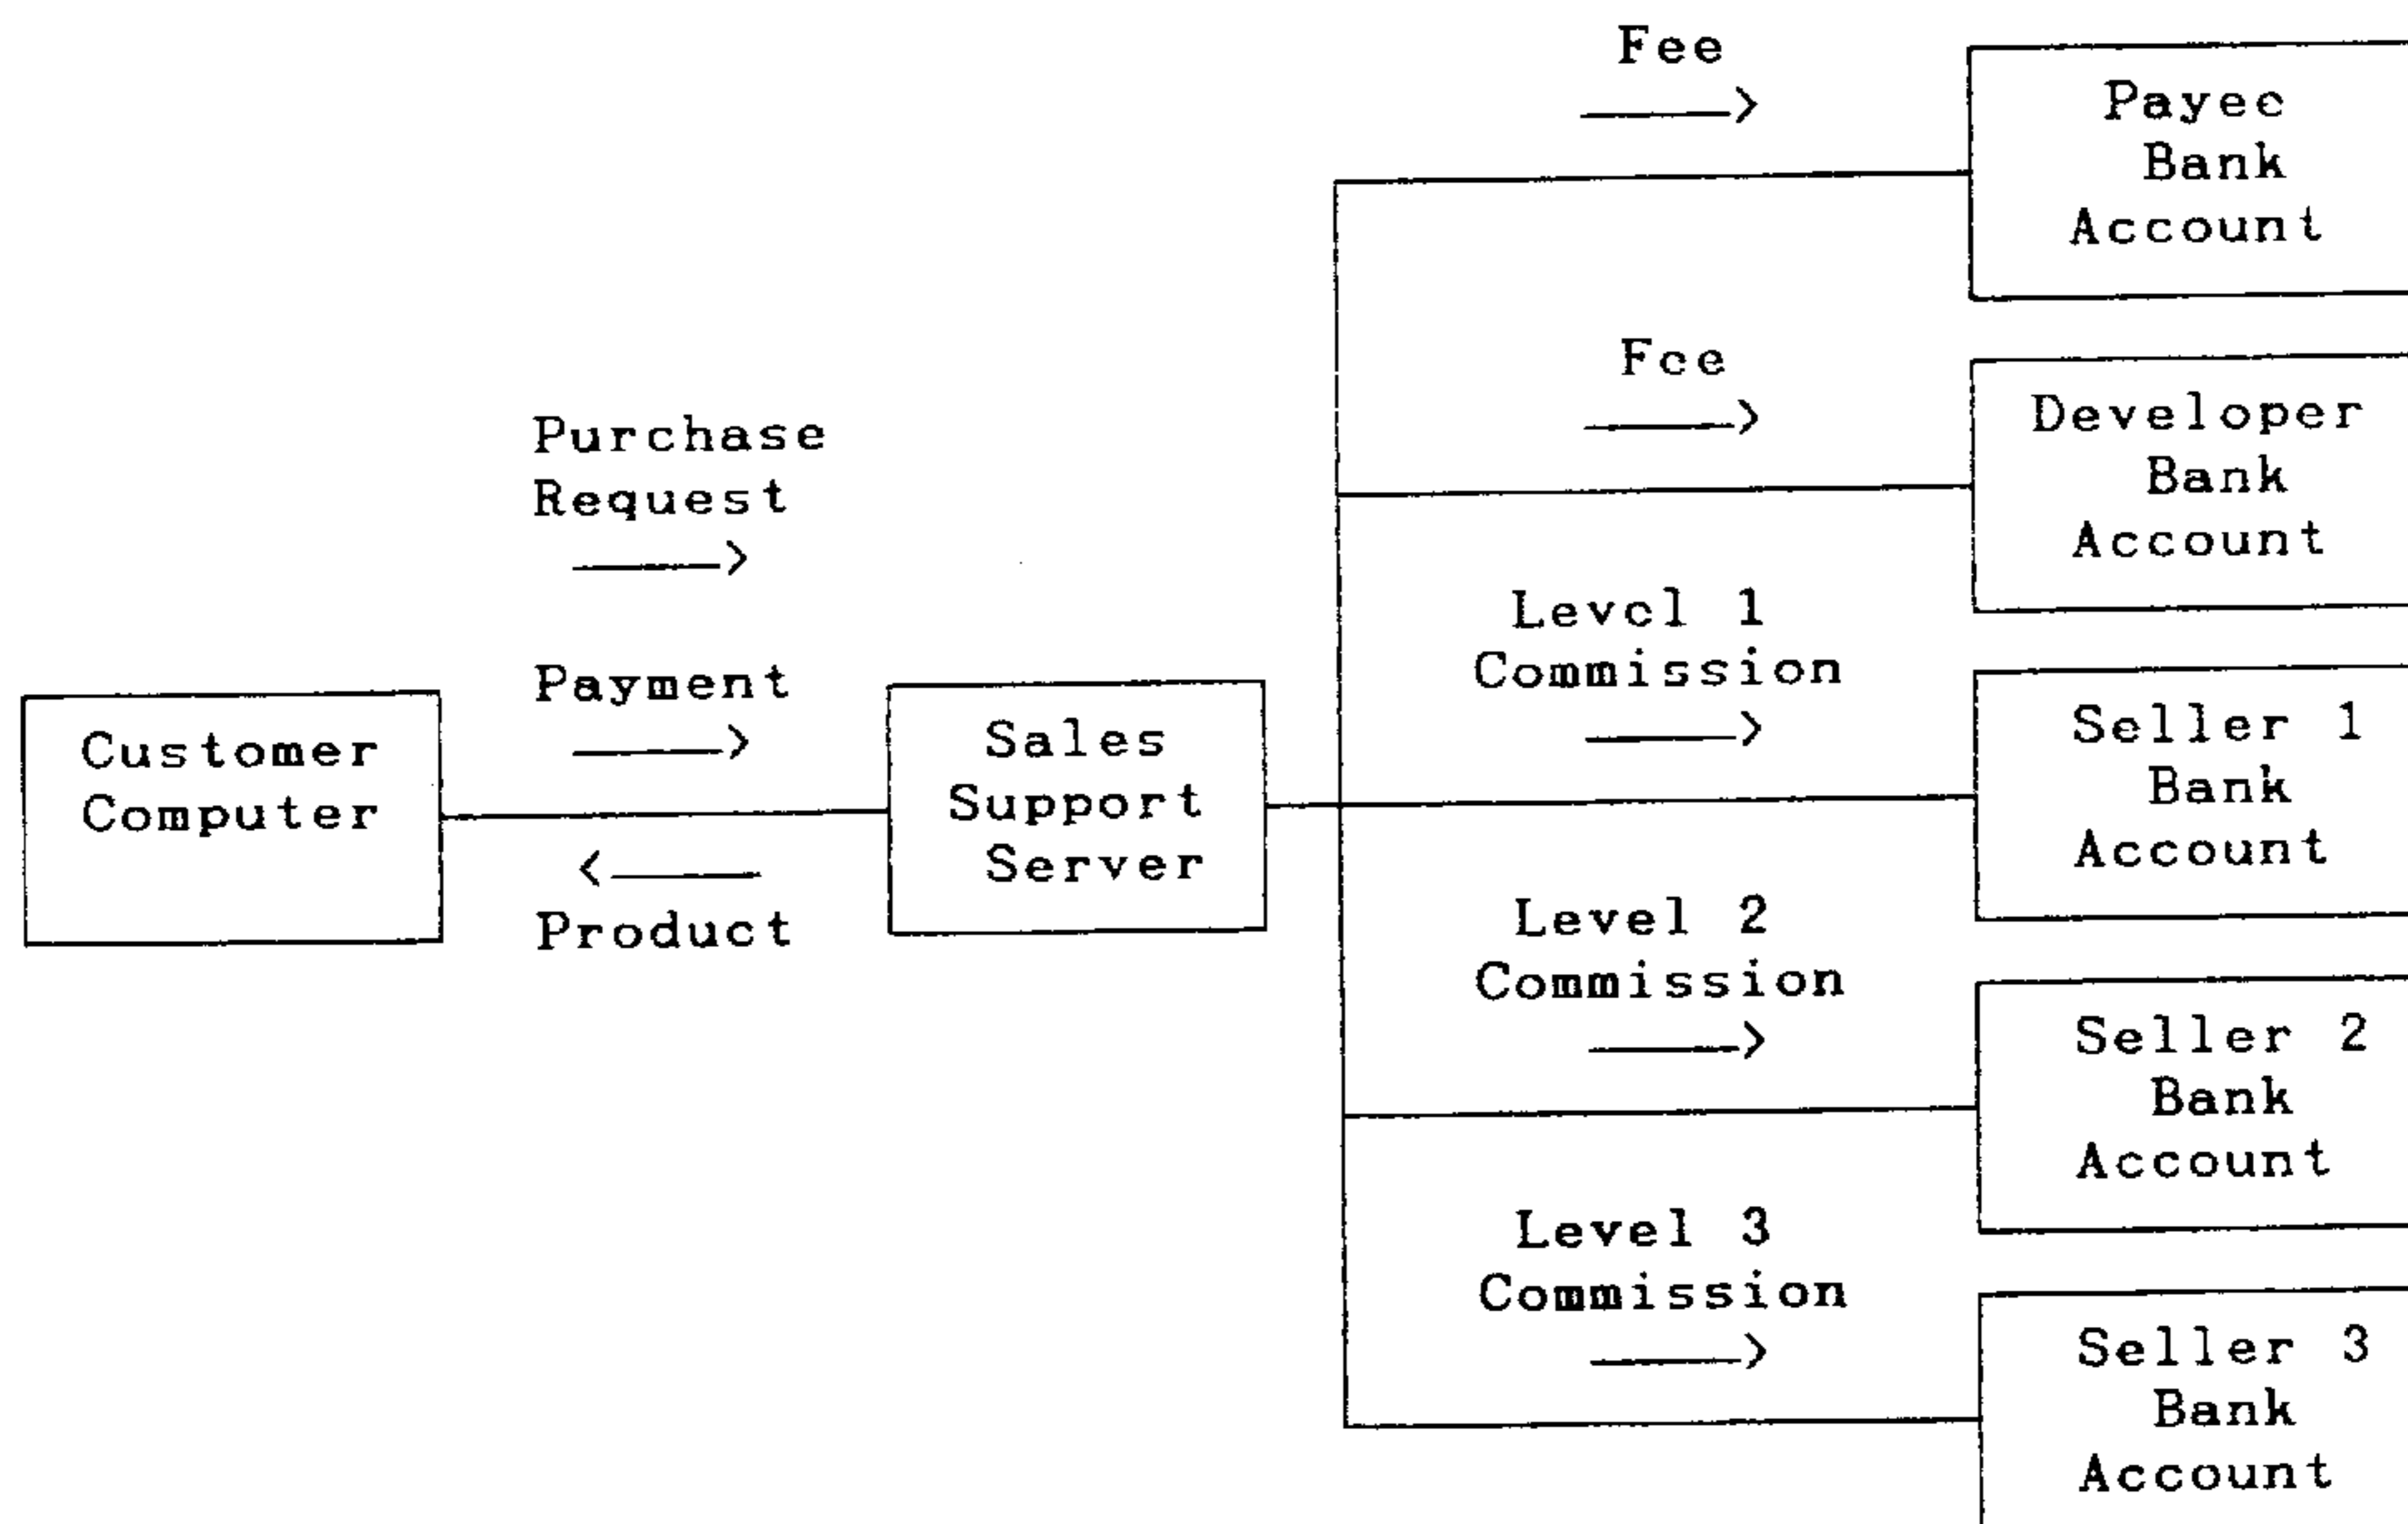 Fee
Payee
Bank
Account
Fee
Developer
Bank
Account
Purchase
Request
Level 1
Commission
Payment
Customer
Computer
Sales
Support
Server
Seller 1
Bank
Account
Product
Level 2
Commission
Seller 2
Bank
Account
Level 3
Commission
Seller 3
Bank
Account